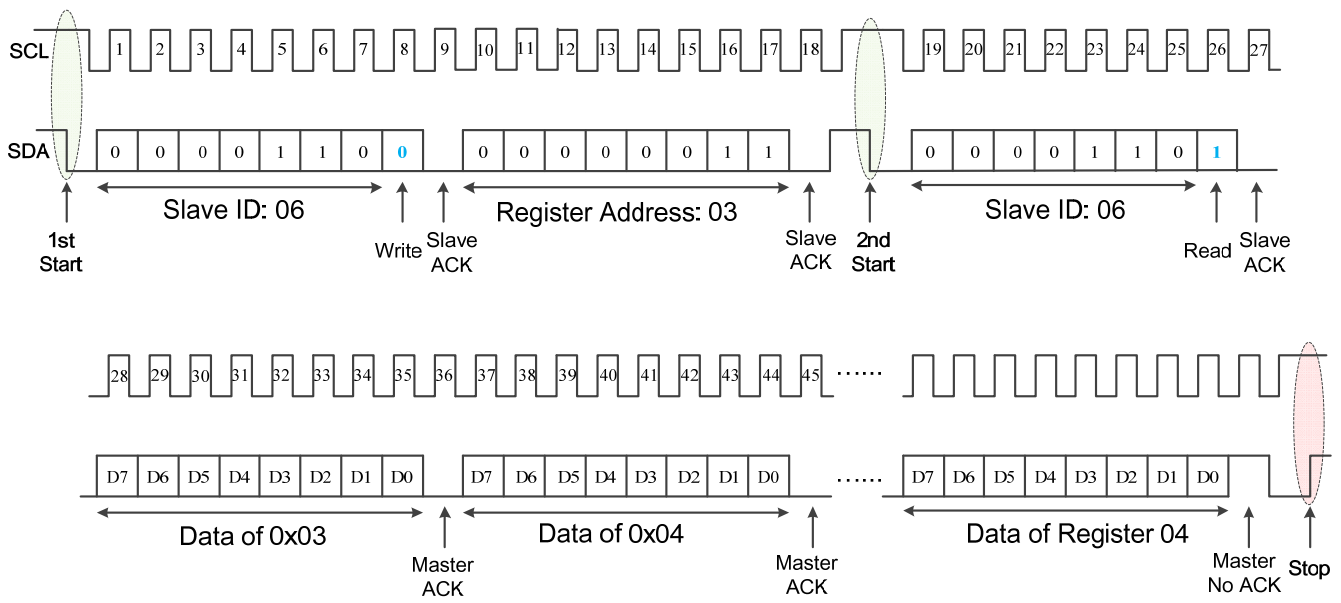 SCL 1 2 3 4 5 6 7 8 9 10 11 12 13 14 15 16 17 18 19 20 21 22 23 24 25 26 27
SDA 0 0 0 0 1 1 0 0 0 0 0 0 0 0 1 1 0 0 0 0 1 1 0 1
Slave ID: 06
Register Address: 03
Slave ID: 06
1st
Start
Write
Slave
ACK
Slave
ACK
2nd
Start
Read
Slave
ACK
28 29 30 31 32 33 34 35 36 37 38 39 40 41 42 43 44 45 ······
D7 D6 D5 D4 D3 D2 D1 D0 D7 D6 D5 D4 D3 D2 D1 D0 ······ D7 D6 D5 D4 D3 D2 D1 D0
Data of 0x03
Data of 0x04
Data of Register 04
Master
ACK
Master
ACK
Master
No ACK
Stop